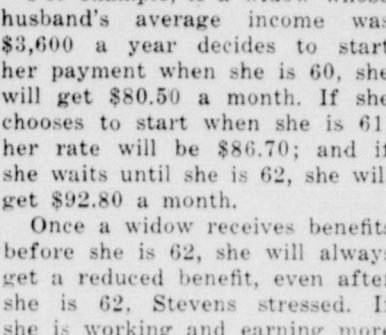 husband's average income was
$3,600 a year decides to start
her payment when she is 60, she
will get $80.50 a month. If she
chooses to start when she is 61
her rate will be $86.70; and if
she waits until she is 62, she wil
get $92.80 a month.
Once a widow receives benefits
before she is 62, she will always
get a reduced benefit, even after
she is 62, Stevens stressed. I
she is working and earning mo